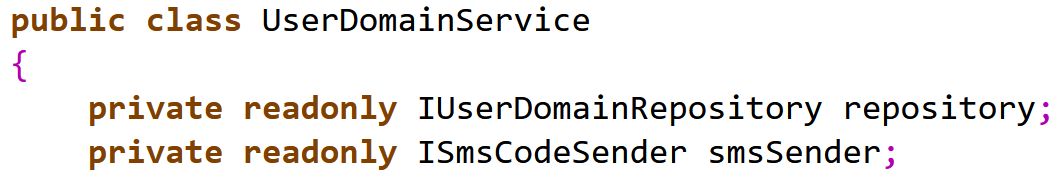 public class UserDomainService
{
    private readonly IUserDomainRepository repository;
    private readonly ISmsCodeSender smsSender;